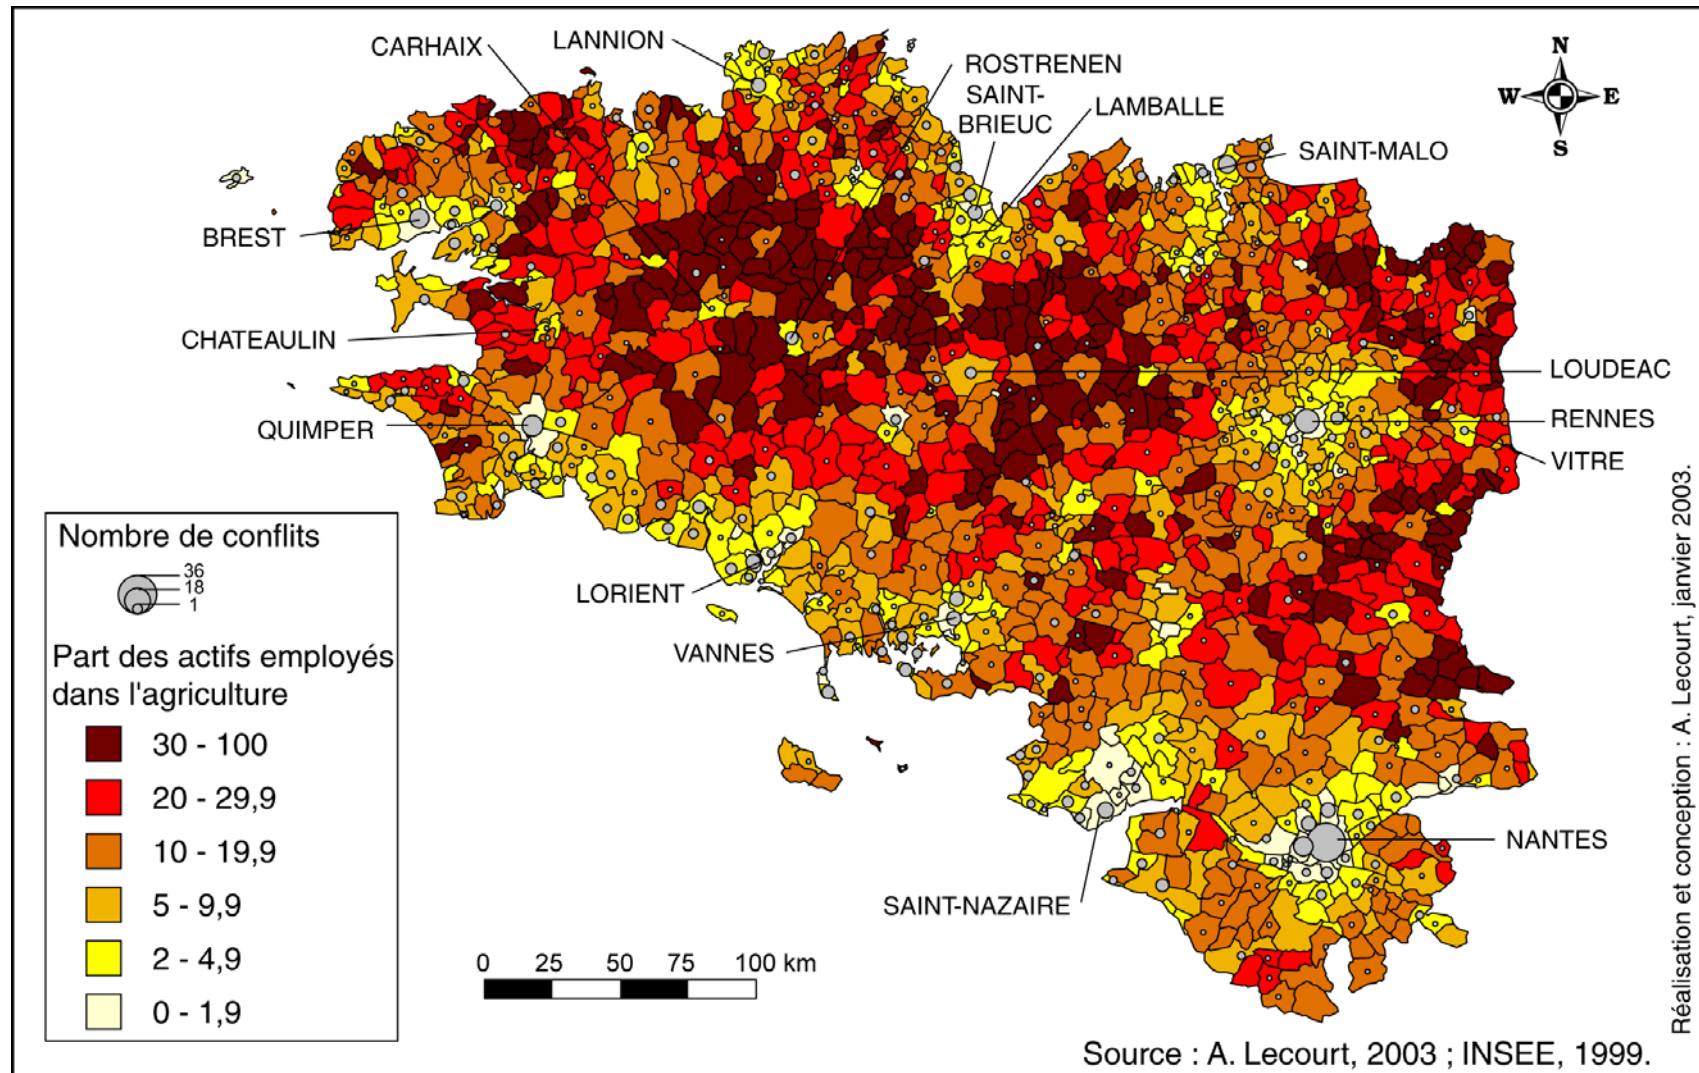 CARHAIX
LANNION
ROSTRENEN
SAINT-
BRIEUC
LAMBALLE
SAINT-MALO
N
W
E
S
BREST
CHATEAULIN
QUIMPER
LOUDEAC
RENNES
VITRE
LORIENT
VANNES
NANTES
SAINT-NAZAIRE
Nombre de conflits
36
18
1
Part des actifs employés
dans l'agriculture
30 - 100
20 - 29,9
10 - 19,9
5 - 9,9
2 - 4,9
0 - 1,9
0 25 50 75 100 km
Réalisation et conception : A. Lecourt, janvier 2003.
Source : A. Lecourt, 2003 ; INSEE, 1999.